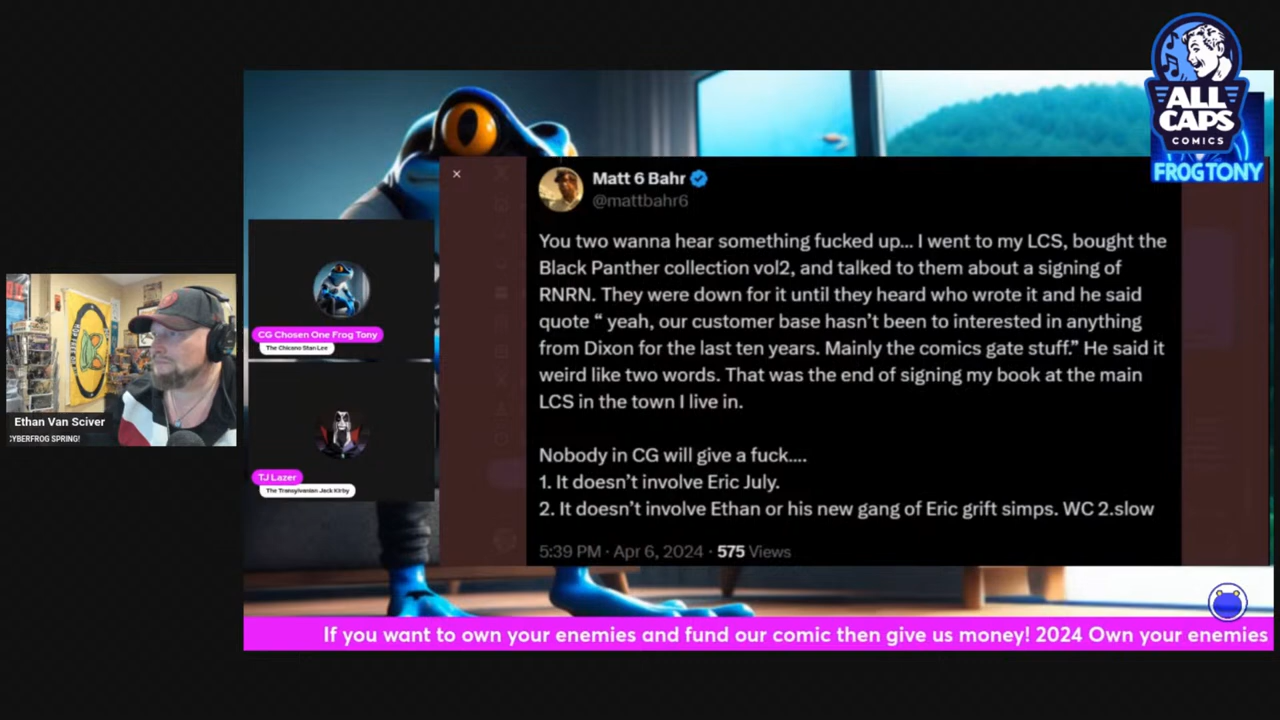 ALL
CAPS
COMICS
FROGTONY
Matt 6 Bahr
@mattbahr6
You two wanna hear something fucked up... I went to my LCS, bought the
Black Panther collection vol2, and talked to them about a signing of
RNRN. They were down for it until they heard who wrote it and he said
quote “ yeah, our customer base hasn’t been to interested in anything
from Dixon for the last ten years. Mainly the comics gate stuff.” He said it
weird like two words. That was the end of signing my book at the main
LCS in the town I live in.
Nobody in CG will give a fuck....
1. It doesn’t involve Eric July.
2. It doesn’t involve Ethan or his new gang of Eric grift simps. WC 2.slow
5:39 PM · Apr 6, 2024 · 575 Views
CG Chosen One Frog Tony
The Chicano Stan Lee
TJ Lazer
The Transylvanian Jack Kirby
Ethan Van Sciver
CYBERFROG SPRING!
If you want to own your enemies and fund our comic then give us money! 2024 Own your enemies